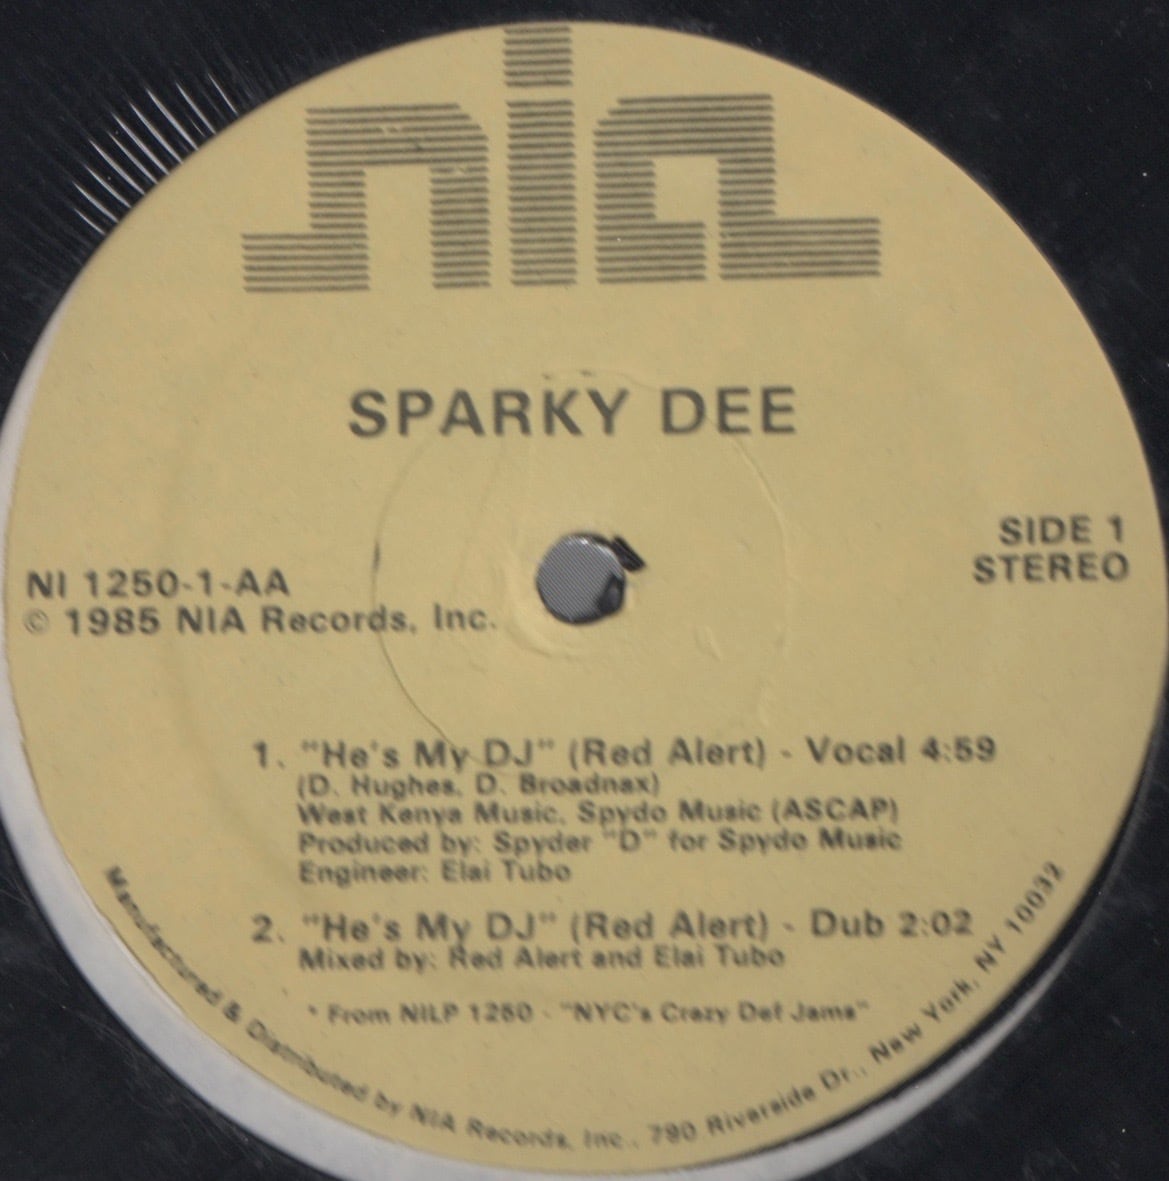 nia
SPARKY DEE
SIDE 1
STEREO
NI 1250-1-AA
© 1985 NIA Records, Inc.
1. "He's My DJ" (Red Alert) - Vocal 4:59
(D. Hughes, D. Broadnax)
West Kenya Music, Spydo Music (ASCAP)
Produced by: Spyder "D" for Spydo Music
Engineer: Elai Tubo
2. "He's My DJ" (Red Alert) - Dub 2:02
Mixed by: Red Alert and Elai Tubo
* From NILP 1250 - "NYC's Crazy Def Jams"
Manufactured & Distributed by NIA Records, Inc., 790 Riverside Dr., New York, NY 10032